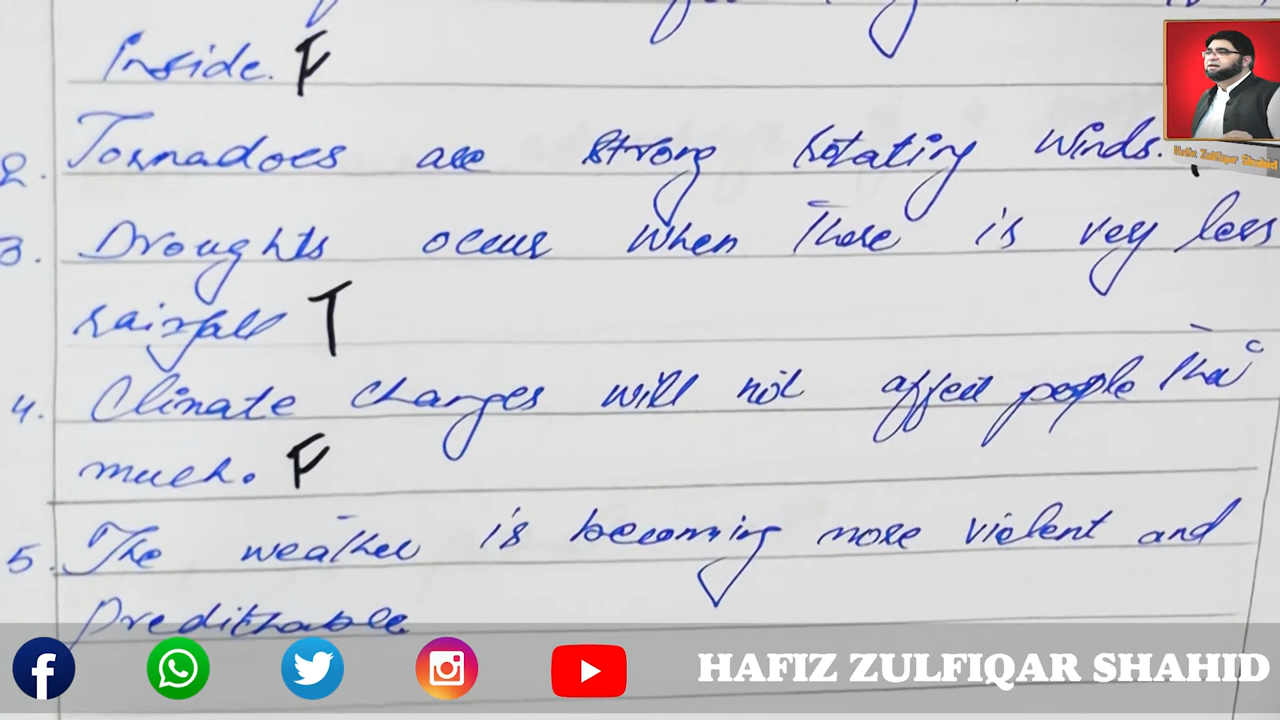 Inside. F
2. Tornadoes are strong rotating winds.
3. Droughts occur when there is very less
rainfall T
4. Climate changes will not affect people that
much. F
5. The weather is becoming more violent and
Predithable
Hafiz Zulfiqar Shahid
HAFIZ ZULFIQAR SHAHID